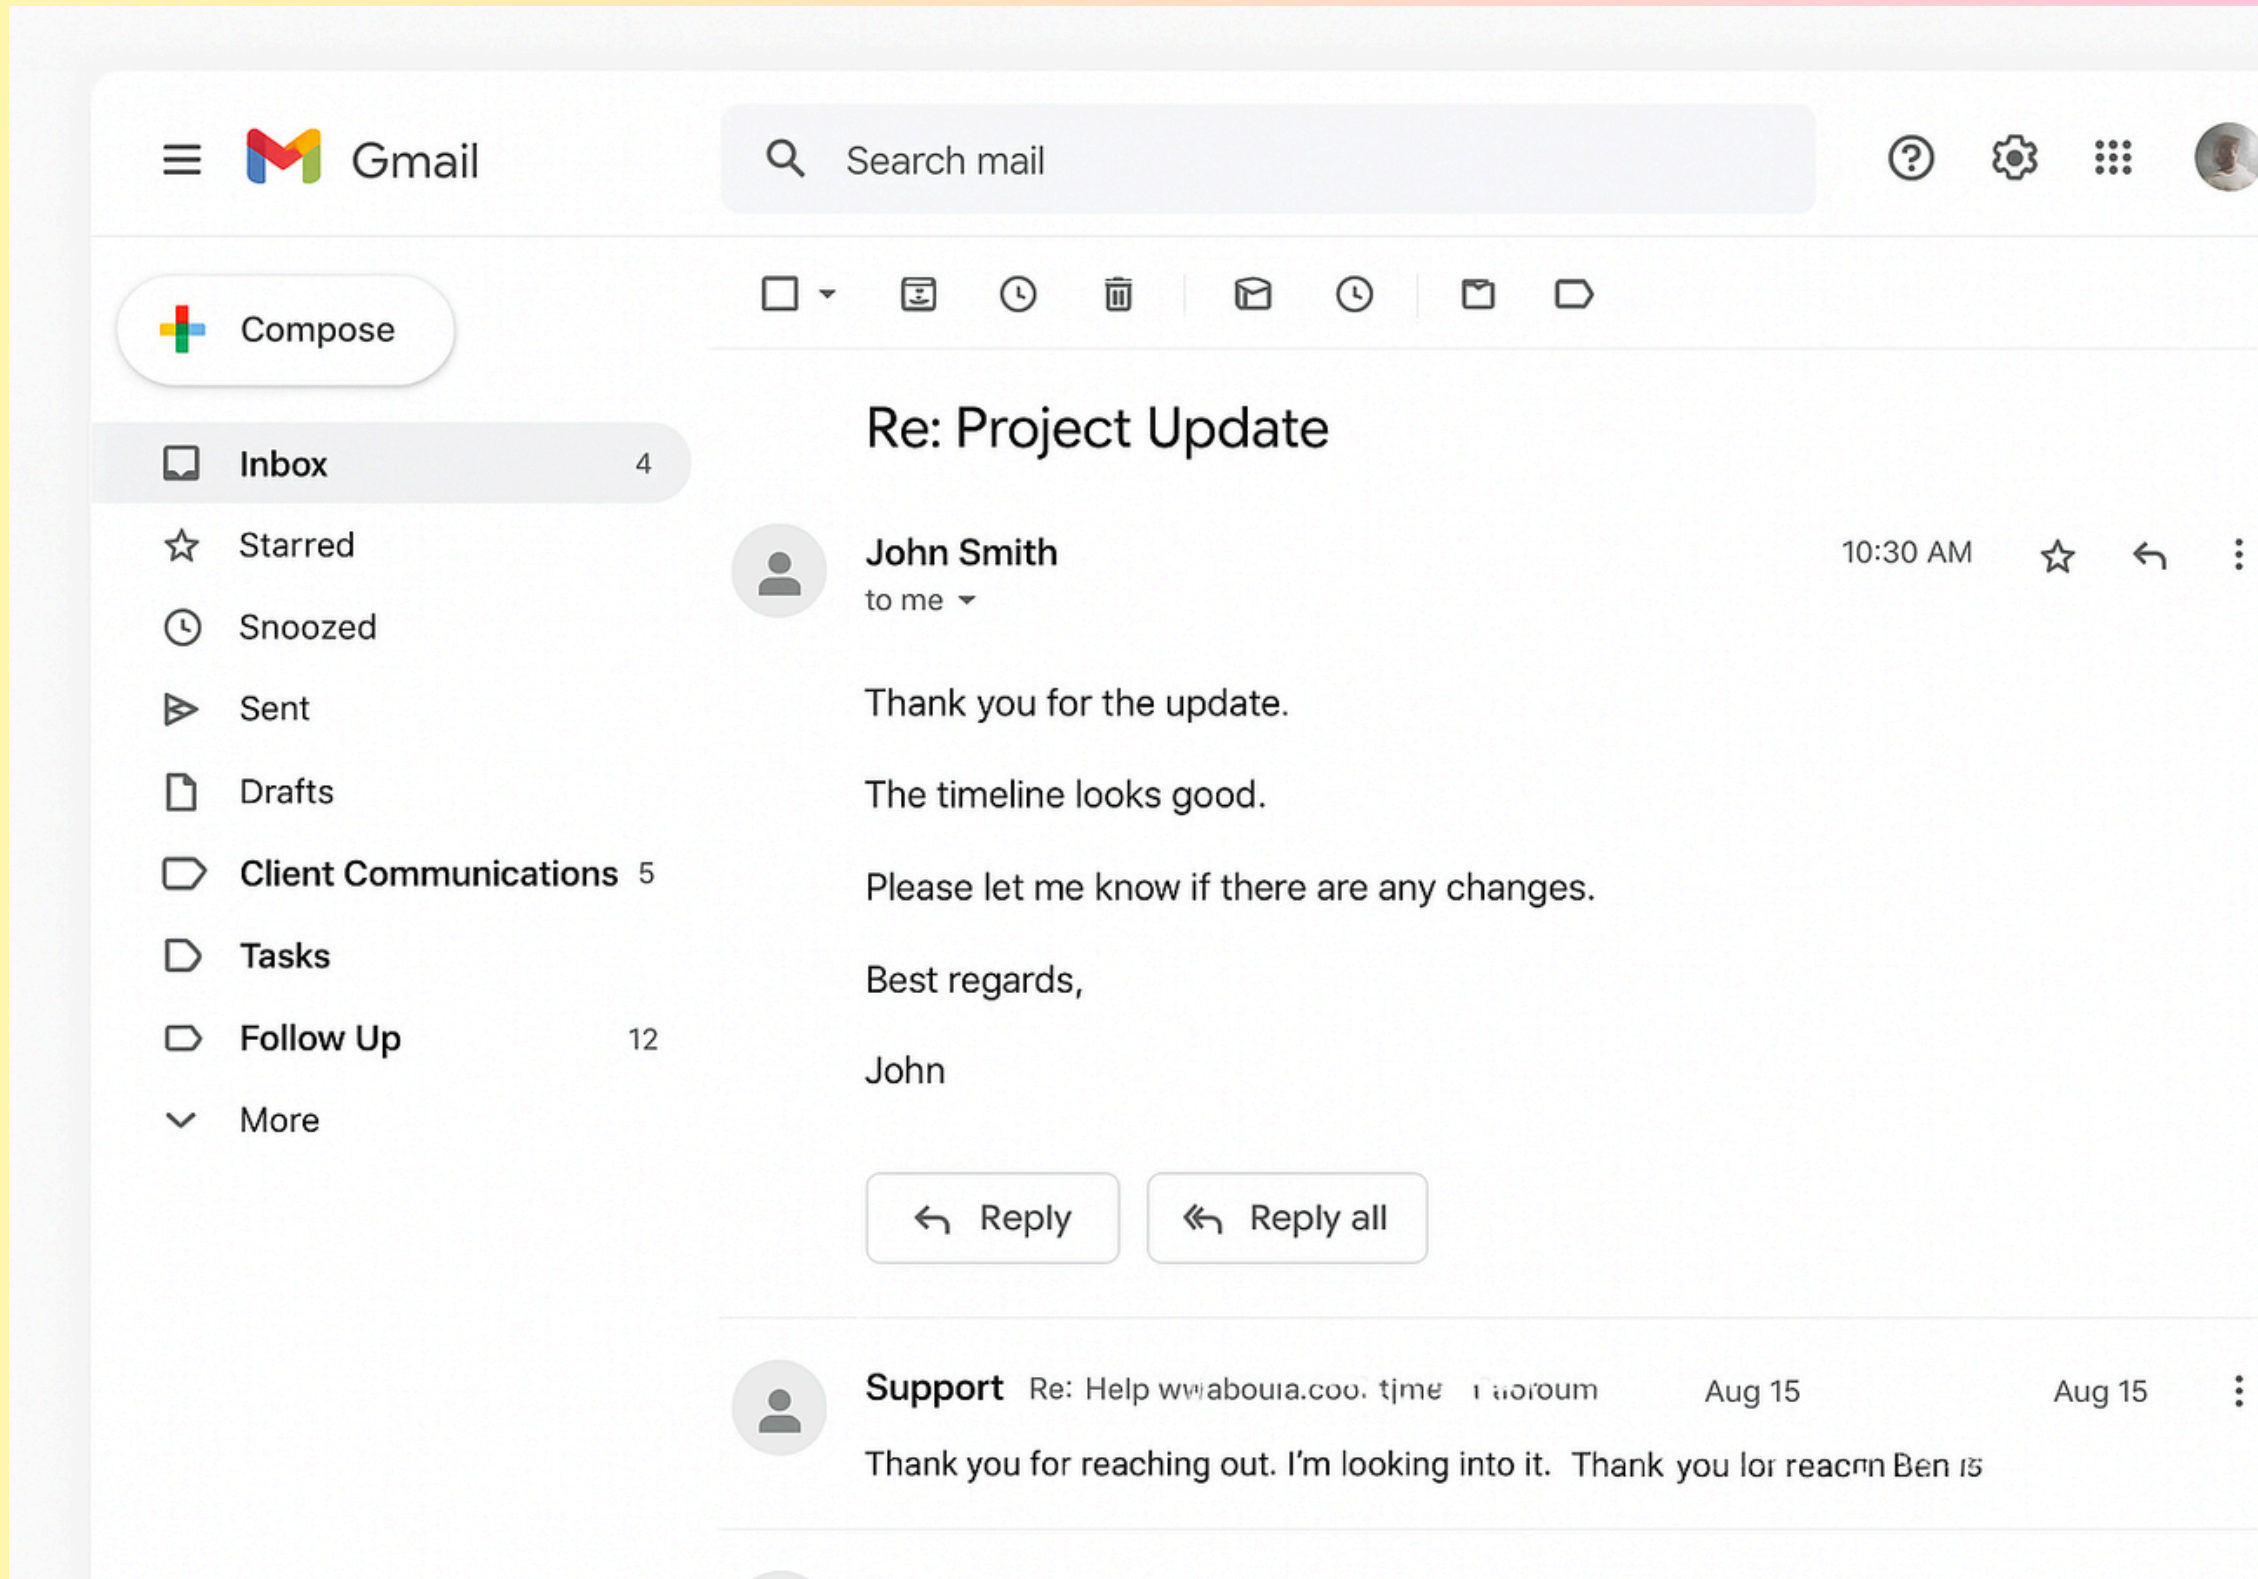 Gmail
Search mail
Compose
Inbox 4
Starred
Snoozed
Sent
Drafts
Client Communications 5
Tasks
Follow Up 12
More
Re: Project Update
John Smith 10:30 AM
to me
Thank you for the update.
The timeline looks good.
Please let me know if there are any changes.
Best regards,
John
Reply Reply all
Support Re: Help Aug 15 Aug 15
Thank you for reaching out. I'm looking into it. Thank you Ben